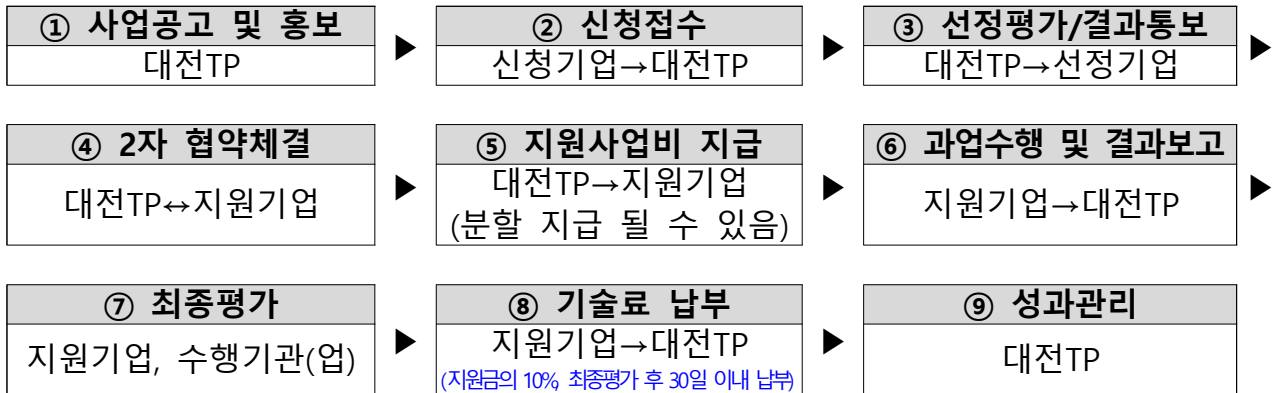 ① 사업공고 및 홍보
대전TP
▶
② 신청접수
신청기업→대전TP
▶
③ 선정평가/결과통보
대전TP→선정기업
▶
④ 2자 협약체결
대전TP↔지원기업
▶
⑤ 지원사업비 지급
대전TP→지원기업
(분할 지급 될 수 있음)
▶
⑥ 과업수행 및 결과보고
지원기업→대전TP
▶
⑦ 최종평가
지원기업, 수행기관(업)
▶
⑧ 기술료 납부
지원기업→대전TP
(지원금의 10%, 최종평가 후 30일 이내 납부)
▶
⑨ 성과관리
대전TP